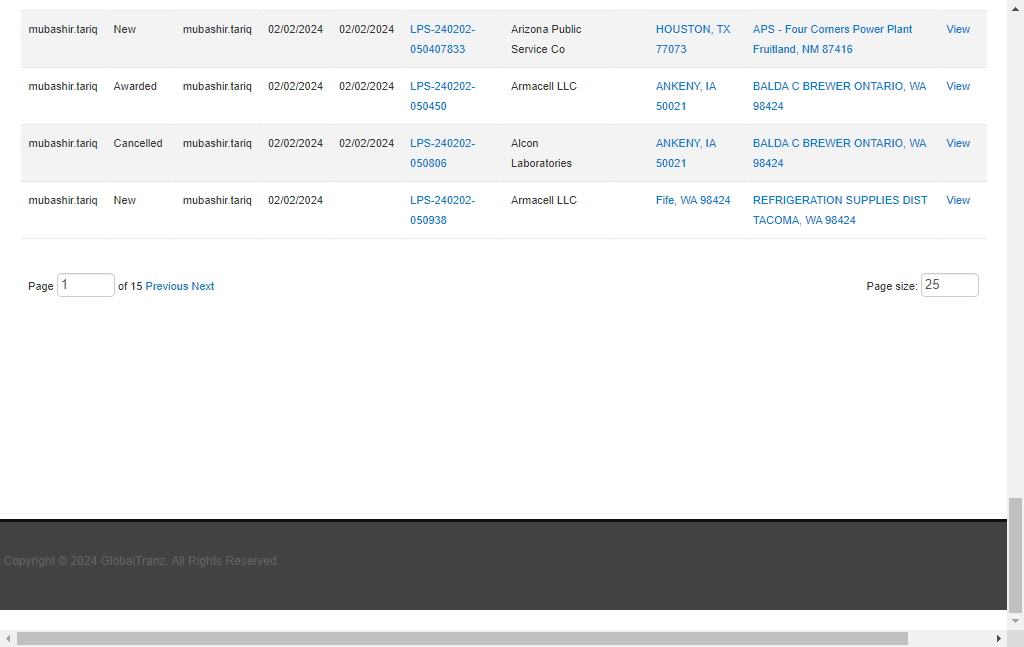 mubashir.tariq New mubashir.tariq 02/02/2024 02/02/2024 LPS-240202- Arizona Public HOUSTON, TX APS - Four Corners Power Plant View
050407833 Service Co 77073 Fruitland, NM 87416
mubashir.tariq Awarded mubashir.tariq 02/02/2024 02/02/2024 LPS-240202- Armacell LLC ANKENY, IA BALDA C BREWER ONTARIO, WA View
050450 50021 98424
mubashir.tariq Cancelled mubashir.tariq 02/02/2024 02/02/2024 LPS-240202- Alcon ANKENY, IA BALDA C BREWER ONTARIO, WA View
050806 Laboratories 50021 98424
mubashir.tariq New mubashir.tariq 02/02/2024 LPS-240202- Armacell LLC Fife, WA 98424 REFRIGERATION SUPPLIES DIST View
050938 TACOMA, WA 98424
Page 1 of 15 Previous Next Page size: 25
Copyright © 2024 GlobalTranz. All Rights Reserved.